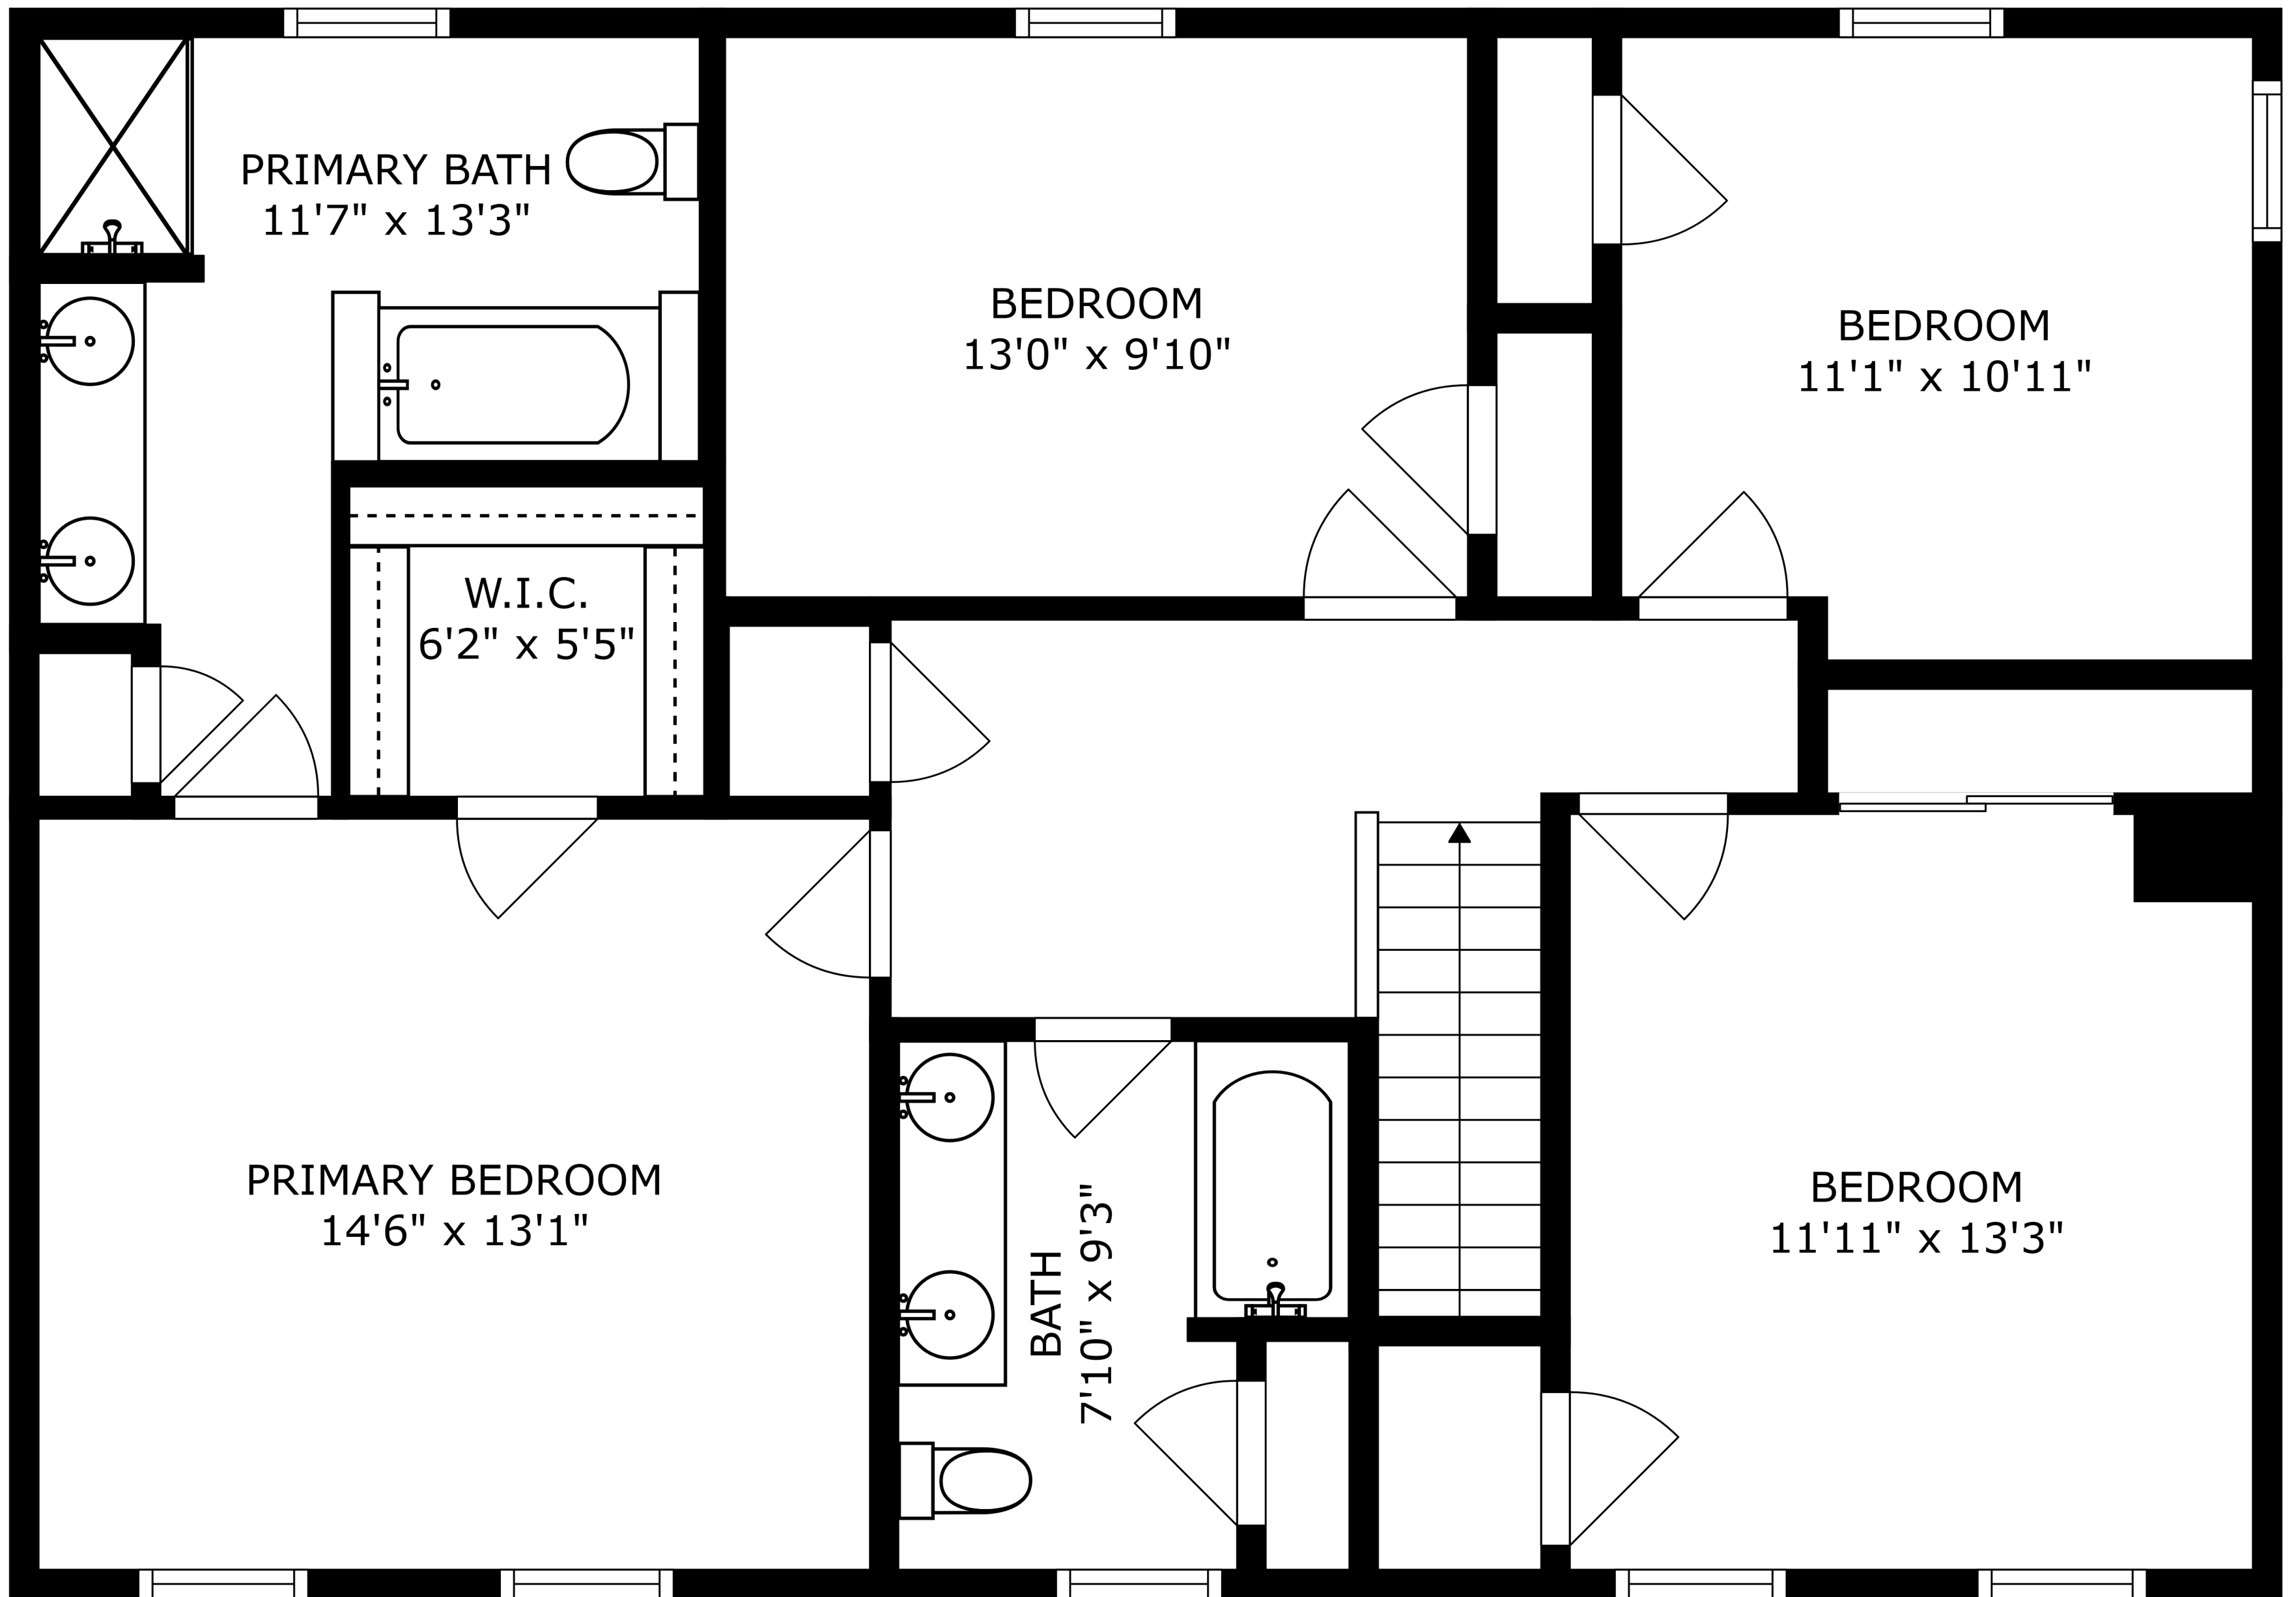 PRIMARY BATH
11'7" x 13'3"
BEDROOM
13'0" x 9'10"
BEDROOM
11'1" x 10'11"
W.I.C.
6'2" x 5'5"
PRIMARY BEDROOM
14'6" x 13'1"
BATH
7'10" x 9'3"
BEDROOM
11'11" x 13'3"